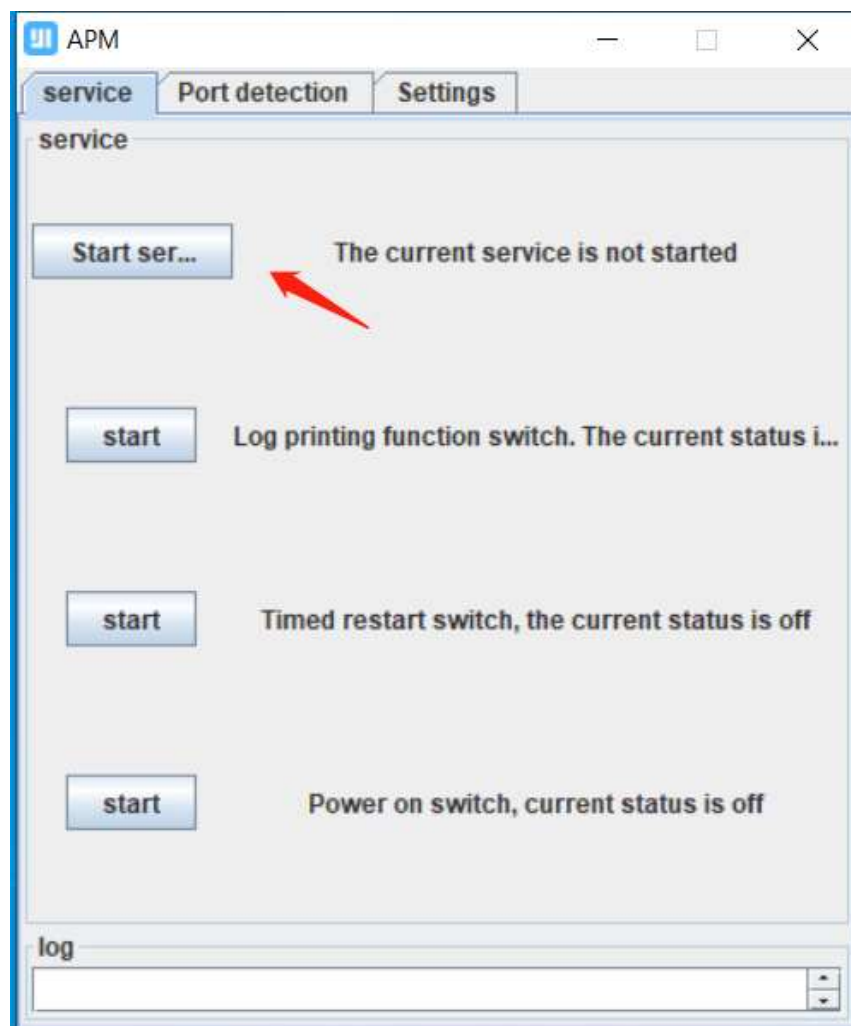 APM
service Port detection Settings
service
Start ser... The current service is not started
start Log printing function switch. The current status i...
start Timed restart switch, the current status is off
start Power on switch, current status is off
log